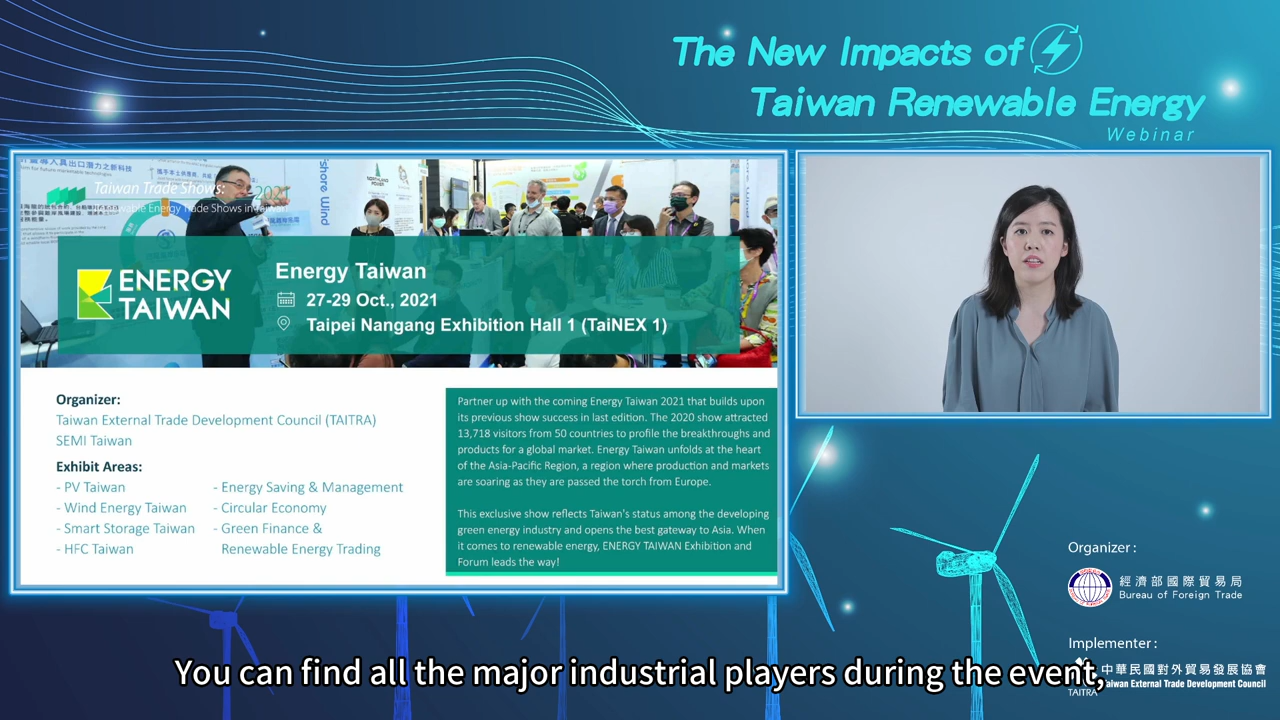 The New Impacts of
Taiwan Renewable Energy
Webinar
Taiwan Trade Shows:
2021
Energy Trade Shows in Taiwan
NORTHLAND
POWER
ENERGY
TAIWAN
Energy Taiwan
27-29 Oct., 2021
Taipei Nangang Exhibition Hall 1 (TaiNEX 1)
Organizer:
Taiwan External Trade Development Council (TAITRA)
SEMI Taiwan
Exhibit Areas:
- PV Taiwan
- Wind Energy Taiwan
- Smart Storage Taiwan
- HFC Taiwan
- Energy Saving & Management
- Circular Economy
- Green Finance &
Renewable Energy Trading
Partner up with the coming Energy Taiwan 2021 that builds upon
its previous show success in last edition. The 2020 show attracted
13,718 visitors from 50 countries to profile the breakthroughs and
products for a global market. Energy Taiwan unfolds at the heart
of the Asia-Pacific Region, a region where production and markets
are soaring as they are passed the torch from Europe.
This exclusive show reflects Taiwan's status among the developing
green energy industry and opens the best gateway to Asia. When
it comes to renewable energy, ENERGY TAIWAN Exhibition and
Forum leads the way!
Organizer :
經濟部國際貿易局
Bureau of Foreign Trade
Implementer :
中華民國對外貿易發展協會
Taiwan External Trade Development Council
TAITRA
You can find all the major industrial players during the event,